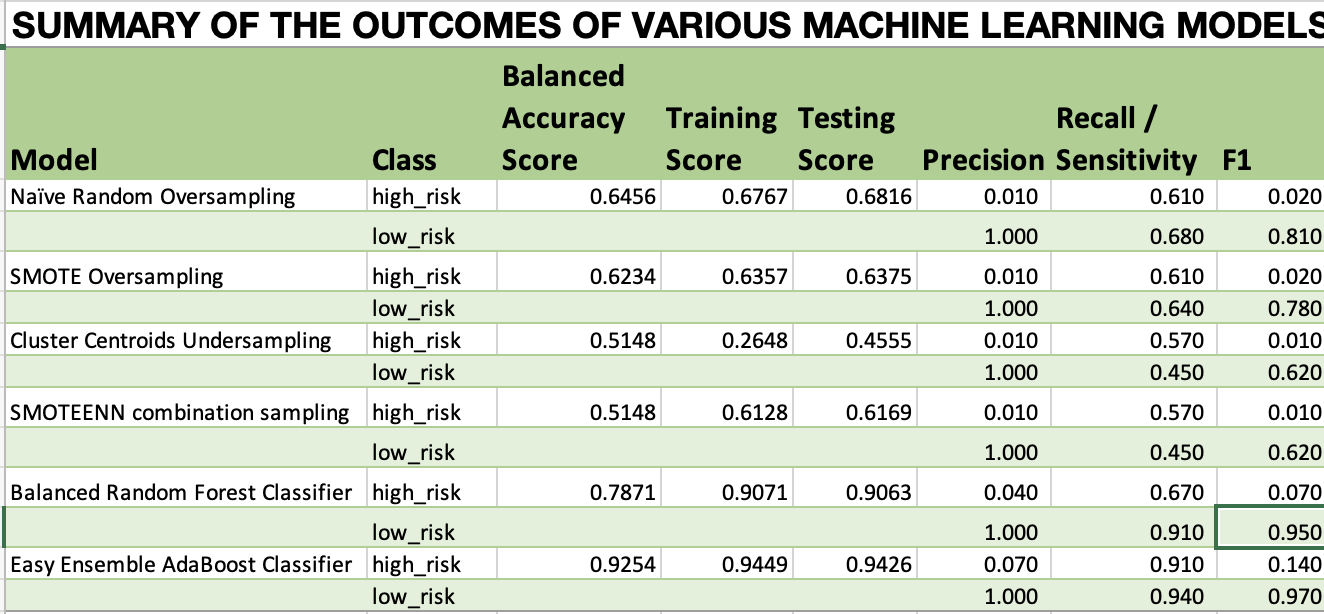 SUMMARY OF THE OUTCOMES OF VARIOUS MACHINE LEARNING MODELS
Model Class Balanced Accuracy Score Training Score Testing Score Precision Recall / Sensitivity F1
Naïve Random Oversampling high_risk 0.6456 0.6767 0.6816 0.010 0.610 0.020
low_risk 1.000 0.680 0.810
SMOTE Oversampling high_risk 0.6234 0.6357 0.6375 0.010 0.610 0.020
low_risk 1.000 0.640 0.780
Cluster Centroids Undersampling high_risk 0.5148 0.2648 0.4555 0.010 0.570 0.010
low_risk 1.000 0.450 0.620
SMOTEENN combination sampling high_risk 0.5148 0.6128 0.6169 0.010 0.570 0.010
low_risk 1.000 0.450 0.620
Balanced Random Forest Classifier high_risk 0.7871 0.9071 0.9063 0.040 0.670 0.070
low_risk 1.000 0.910 0.950
Easy Ensemble AdaBoost Classifier high_risk 0.9254 0.9449 0.9426 0.070 0.910 0.140
low_risk 1.000 0.940 0.970